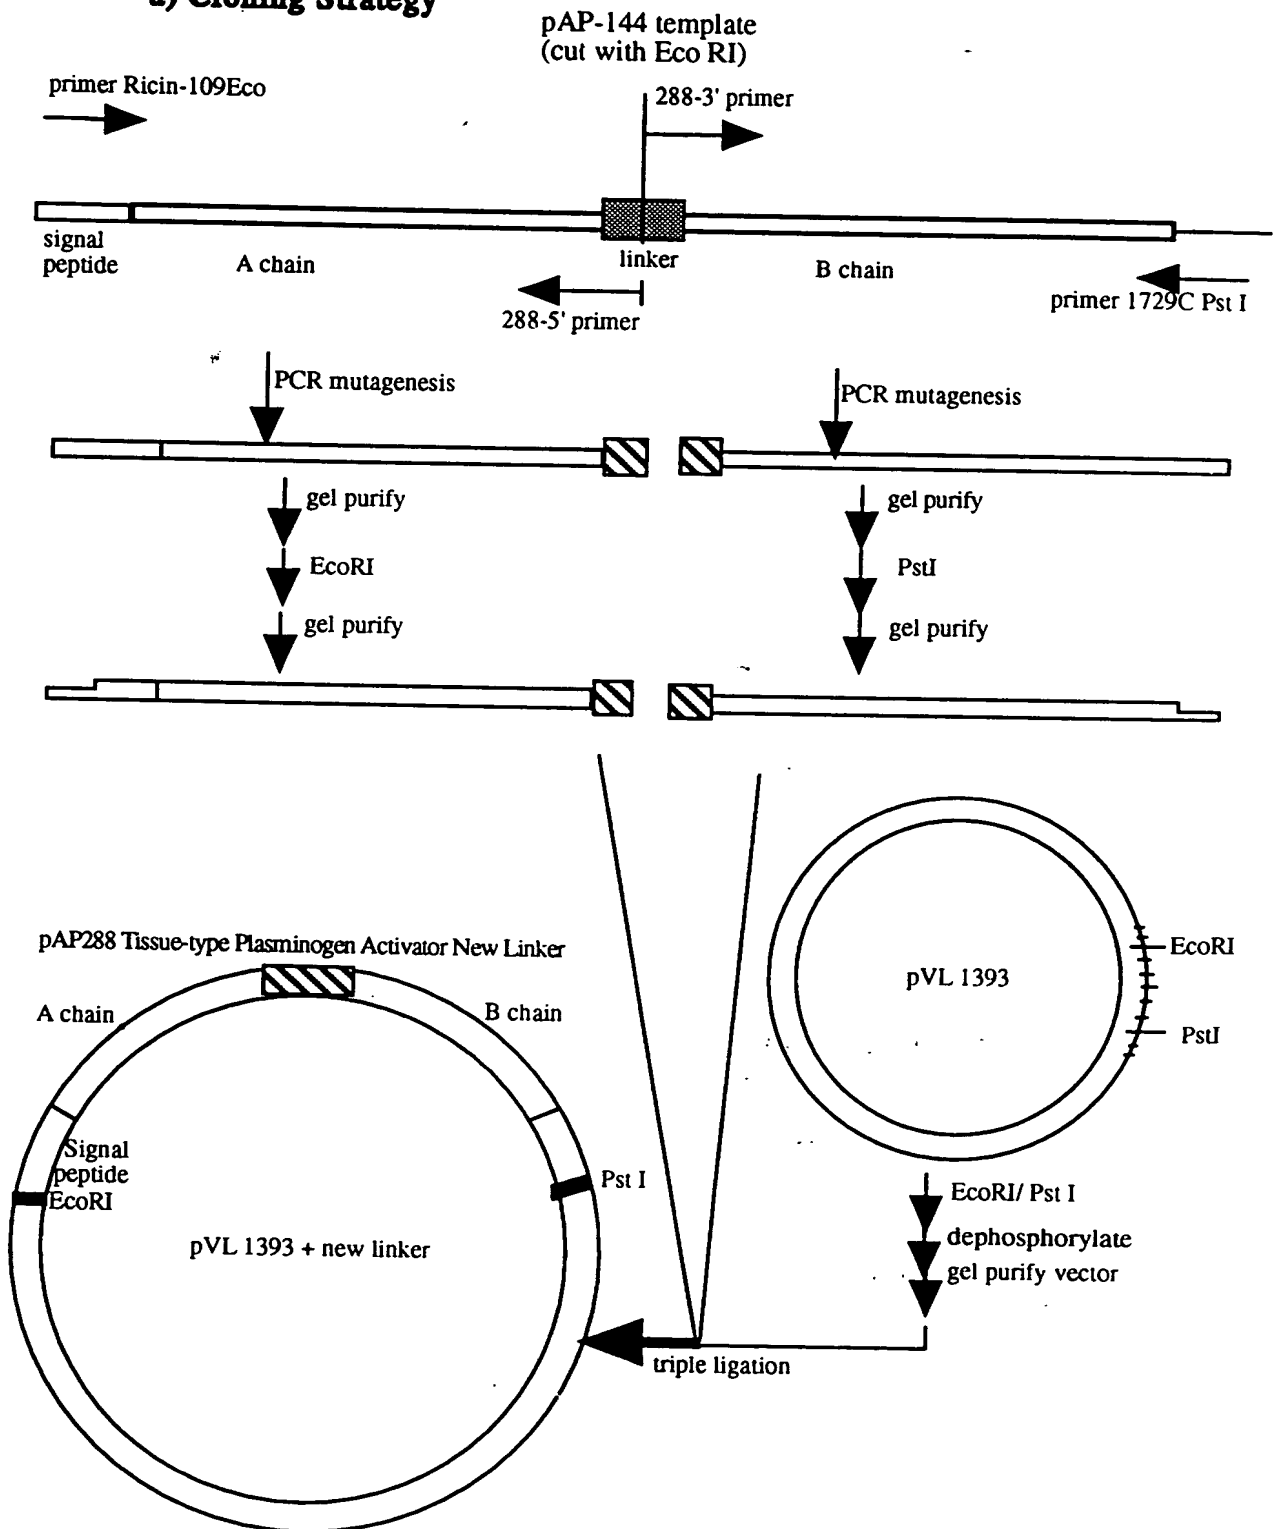 a) Cloning Strategy
pAP-144 template
(cut with Eco RI)
primer Ricin-109Eco
288-3' primer
signal
peptide
A chain
linker
B chain
288-5' primer
primer 1729C Pst I
PCR mutagenesis
PCR mutagenesis
gel purify
gel purify
EcoRI
PstI
gel purify
gel purify
pAP288 Tissue-type Plasminogen Activator New Linker
A chain
B chain
pVL 1393
EcoRI
PstI
Signal
peptide
EcoRI
Pst I
pVL 1393 + new linker
EcoRI/ Pst I
dephosphorylate
gel purify vector
triple ligation